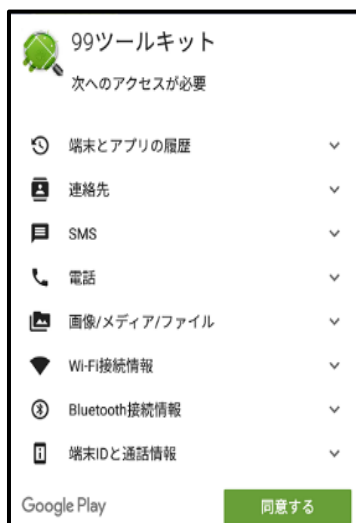 99ツールキット
次へのアクセスが必要
端末とアプリの履歴
連絡先
SMS
電話
画像/メディア/ファイル
Wi-Fi接続情報
Bluetooth接続情報
端末IDと通話情報
Google Play
同意する